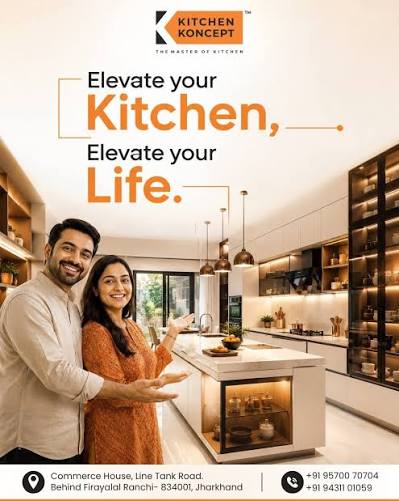 KITCHEN
KONCEPT
TM
THE MASTER OF KITCHEN
Elevate your
Kitchen,
Elevate your
Life.
Commerce House, Line Tank Road.
Behind Firayalal Ranchi- 834001, Jharkhand
+91 95700 70704
+91 94311 01059